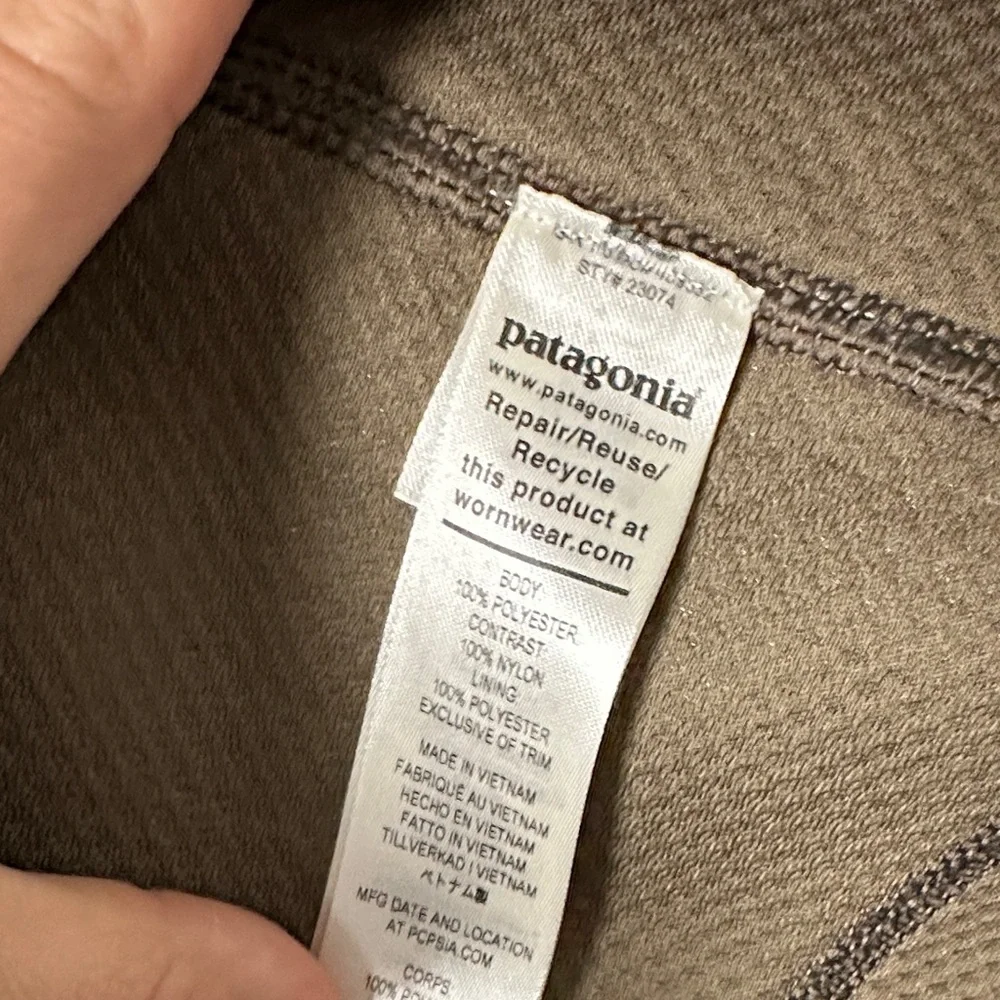 STY# 23074
patagonia
www.patagonia.com
Repair/Reuse/
Recycle
this product at
wornwear.com
BODY
100% POLYESTER
CONTRAST:
100% NYLON
LINING:
100% POLYESTER
EXCLUSIVE OF TRIM
MADE IN VIETNAM
FABRIQUÉ AU VIETNAM
HECHO EN VIETNAM
FATTO IN VIETNAM
TILLVERKAD I VIETNAM
ベトナム製
MFG DATE AND LOCATION
AT PCPSIA.COM
CORPS
100%